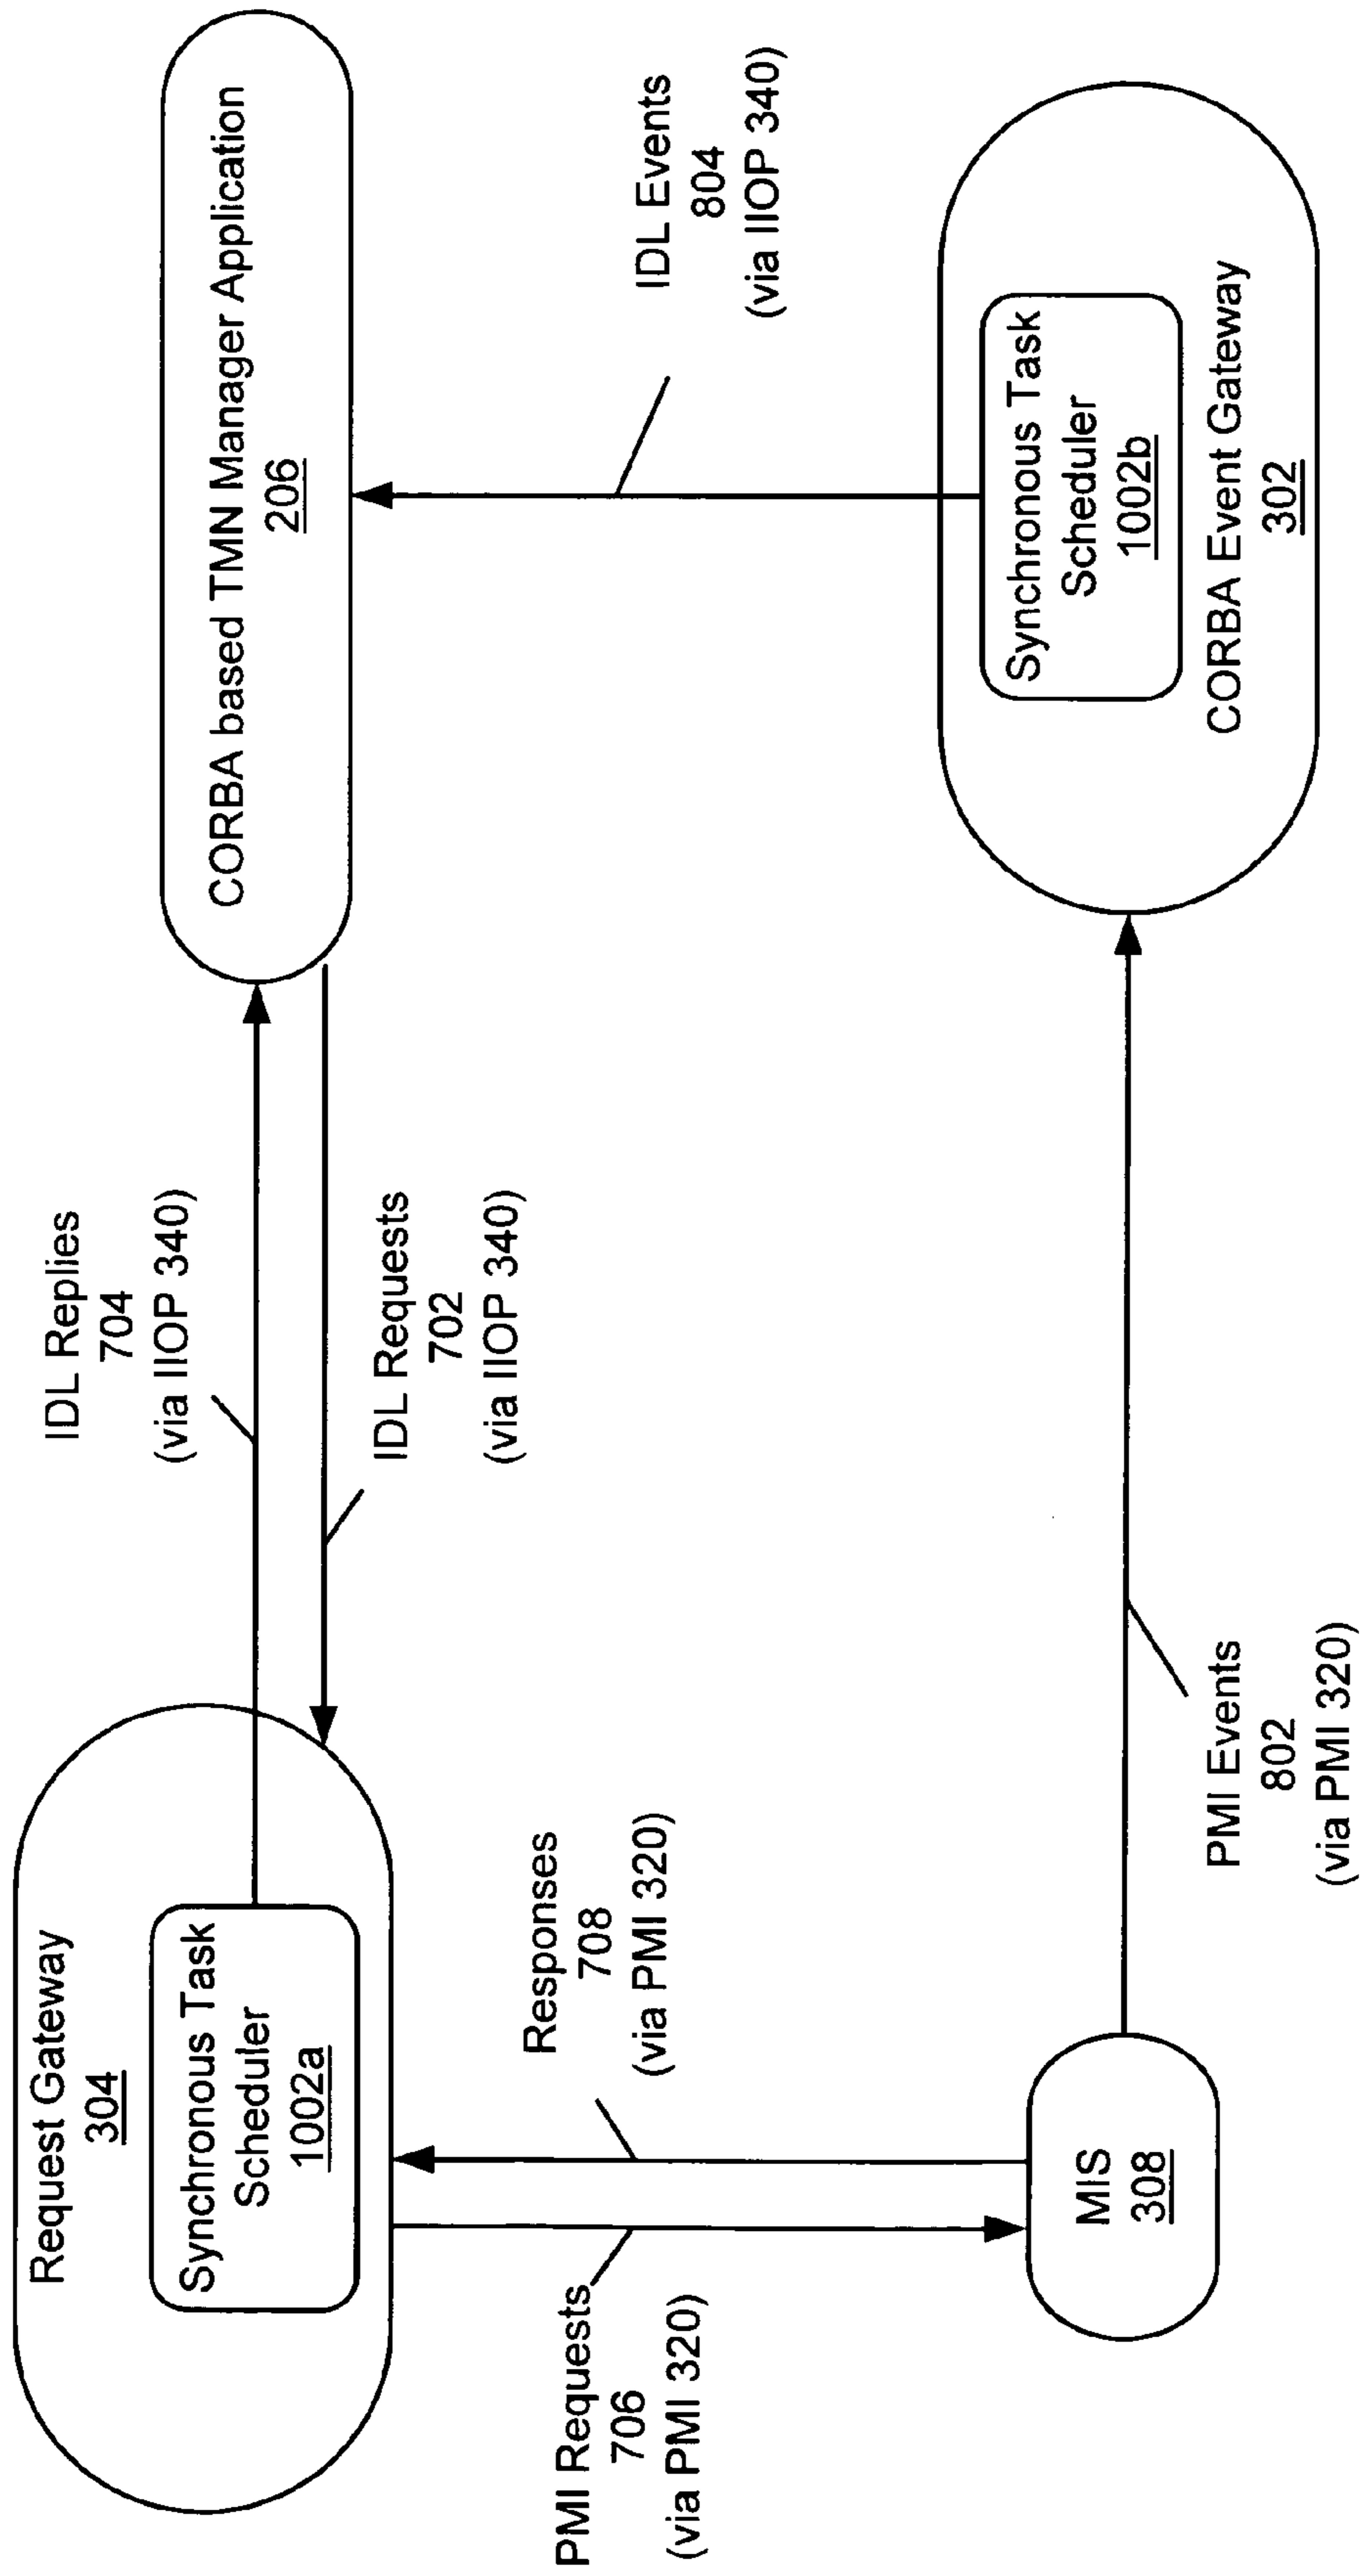 Request Gateway
304
Synchronous Task
Scheduler
1002a
IDL Replies
704
(via IIOP 340)
IDL Requests
702
(via IIOP 340)
CORBA based TMN Manager Application
206
PMI Requests
706
(via PMI 320)
Responses
708
(via PMI 320)
IDL Events
804
(via IIOP 340)
MIS
308
PMI Events
802
(via PMI 320)
Synchronous Task
Scheduler
1002b
CORBA Event Gateway
302